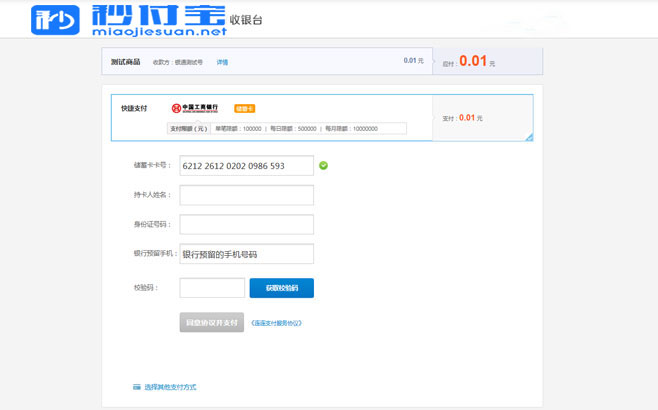 秒付宝 收银台
miaojiesuan.net
测试商品 收款方：银通测试号 详情 0.01 元 应付：0.01 元
快捷支付 中国工商银行 储蓄卡 支付：0.01 元
支付限额（元） 单笔限额：100000 | 每日限额：500000 | 每月限额：10000000
储蓄卡卡号： 6212 2612 0202 0986 593
持卡人姓名：
身份证号码：
银行预留手机： 银行预留的手机号码
校验码： 获取校验码
同意协议并支付 《连连支付服务协议》
选择其他支付方式